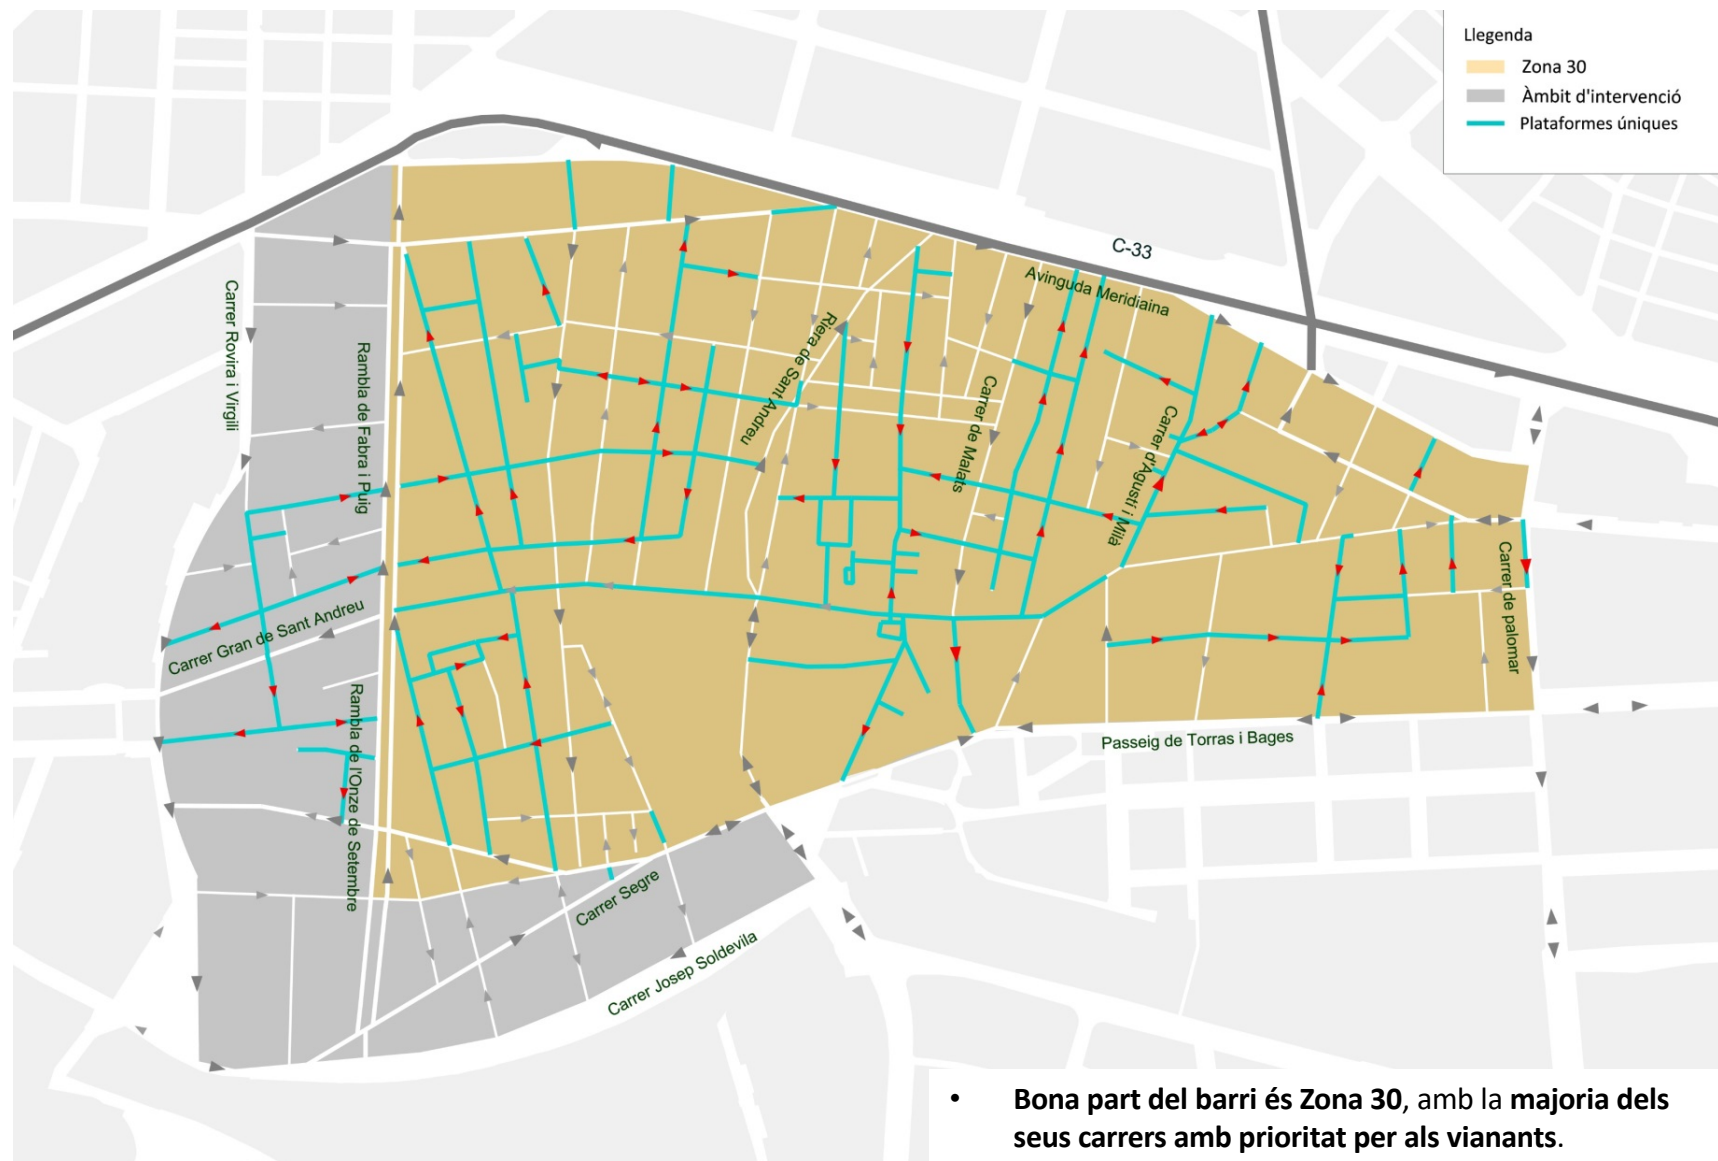 Llegenda
Zona 30
Àmbit d'intervenció
Plataformes úniques
C-33
Avinguda Meridiaina
Carrer Rovira i Virgili
Rambla de Fabra i Puig
Riera de Sant Andreu
Carrer de Malats
Carrer d'Agustí i Milà
Carrer de palomar
Carrer Gran de Sant Andreu
Rambla de l'Onze de Setembre
Passeig de Torras i Bages
Carrer Segre
Carrer Josep Soldevila
• Bona part del barri és Zona 30, amb la majoria dels
seus carrers amb prioritat per als vianants.